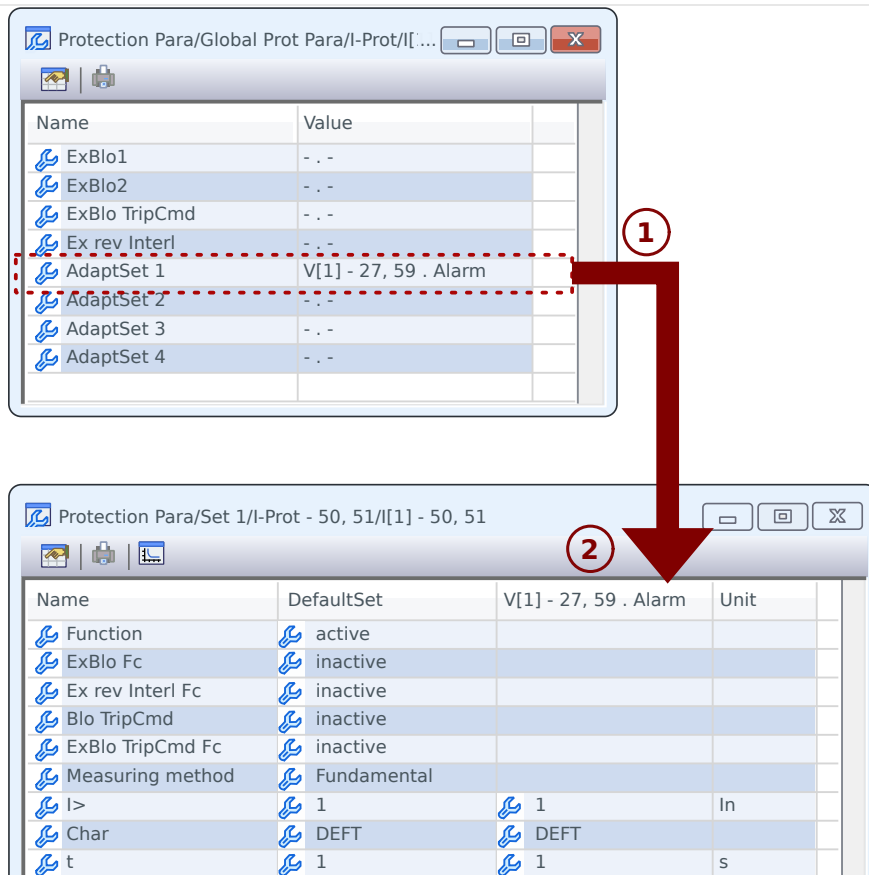 Protection Para/Global Prot Para/I-Prot/I[...
Name Value
ExBlo1 - . -
ExBlo2 - . -
ExBlo TripCmd - . -
Ex rev Interl - . -
AdaptSet 1 V[1] - 27, 59 . Alarm
AdaptSet 2 - . -
AdaptSet 3 - . -
AdaptSet 4 - . -
1
Protection Para/Set 1/I-Prot - 50, 51/I[1] - 50, 51
2
Name DefaultSet V[1] - 27, 59 . Alarm Unit
Function active
ExBlo Fc inactive
Ex rev Interl Fc inactive
Blo TripCmd inactive
ExBlo TripCmd Fc inactive
Measuring method Fundamental
I> 1 1 In
Char DEFT DEFT
t 1 1 s